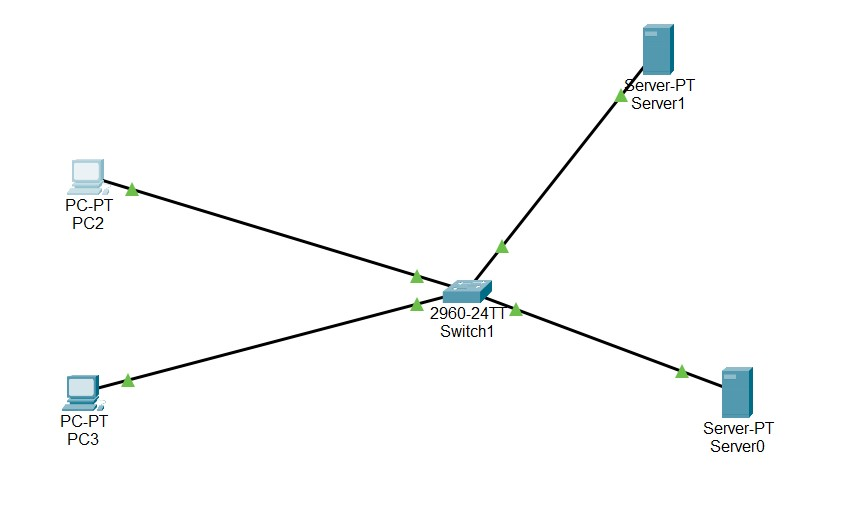 Server-PT
Server1
PC-PT
PC2
2960-24TT
Switch1
PC-PT
PC3
Server-PT
Server0